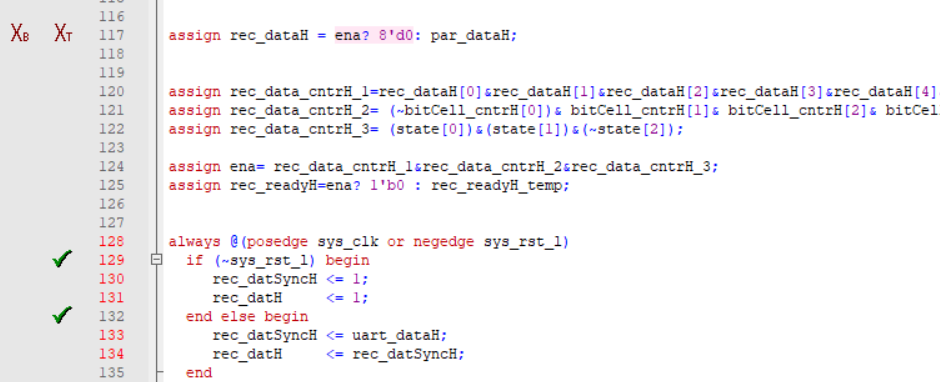 116
X_B X_T 117 assign rec_dataH = ena? 8'd0: par_dataH;
118
119
120 assign rec_data_cntrH_1=rec_dataH[0]&rec_dataH[1]&rec_dataH[2]&rec_dataH[3]&rec_dataH[4]
121 assign rec_data_cntrH_2= (~bitCell_cntrH[0])& bitCell_cntrH[1]& bitCell_cntrH[2]& bitCel
122 assign rec_data_cntrH_3= (state[0])&(state[1])&(~state[2]);
123
124 assign ena= rec_data_cntrH_1&rec_data_cntrH_2&rec_data_cntrH_3;
125 assign rec_readyH=ena? 1'b0 : rec_readyH_temp;
126
127
128 always @(posedge sys_clk or negedge sys_rst_l)
129 if (~sys_rst_l) begin
130 rec_datSyncH <= 1;
131 rec_datH <= 1;
132 end else begin
133 rec_datSyncH <= uart_dataH;
134 rec_datH <= rec_datSyncH;
135 end